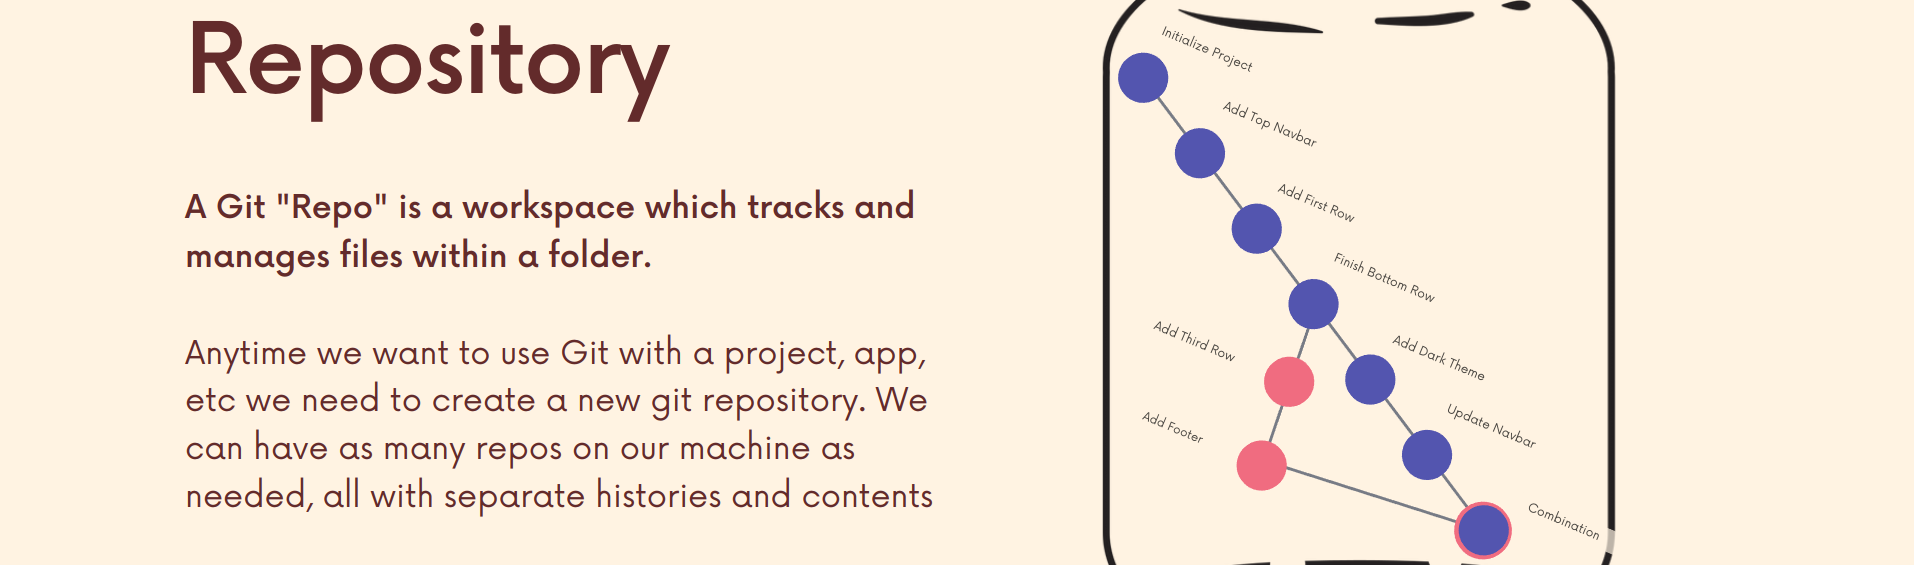 Repository
A Git "Repo" is a workspace which tracks and
manages files within a folder.
Anytime we want to use Git with a project, app,
etc we need to create a new git repository. We
can have as many repos on our machine as
needed, all with separate histories and contents
Initialize Project
Add Top Navbar
Add First Row
Finish Bottom Row
Add Third Row
Add Dark Theme
Add Footer
Update Navbar
Combination